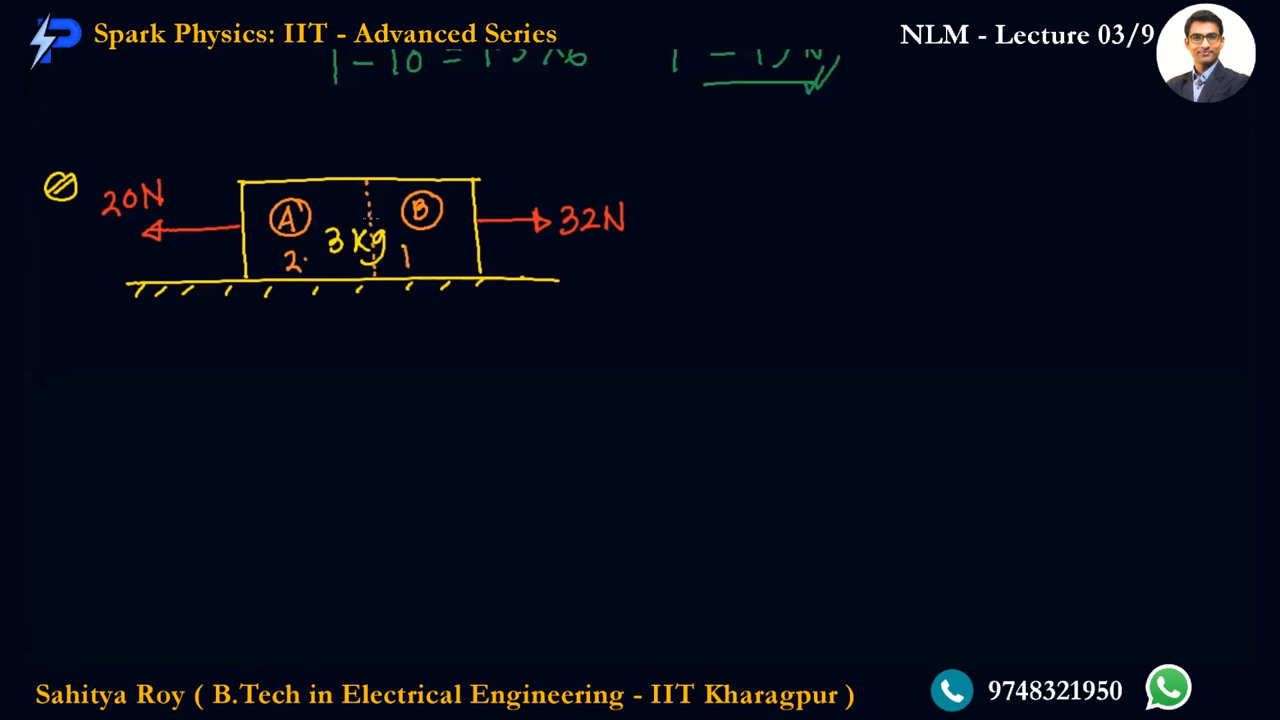 Spark Physics: IIT - Advanced Series
NLM - Lecture 03/9
20N
A
B
32N
3 Kg
2
1
Sahitya Roy ( B.Tech in Electrical Engineering - IIT Kharagpur )
9748321950